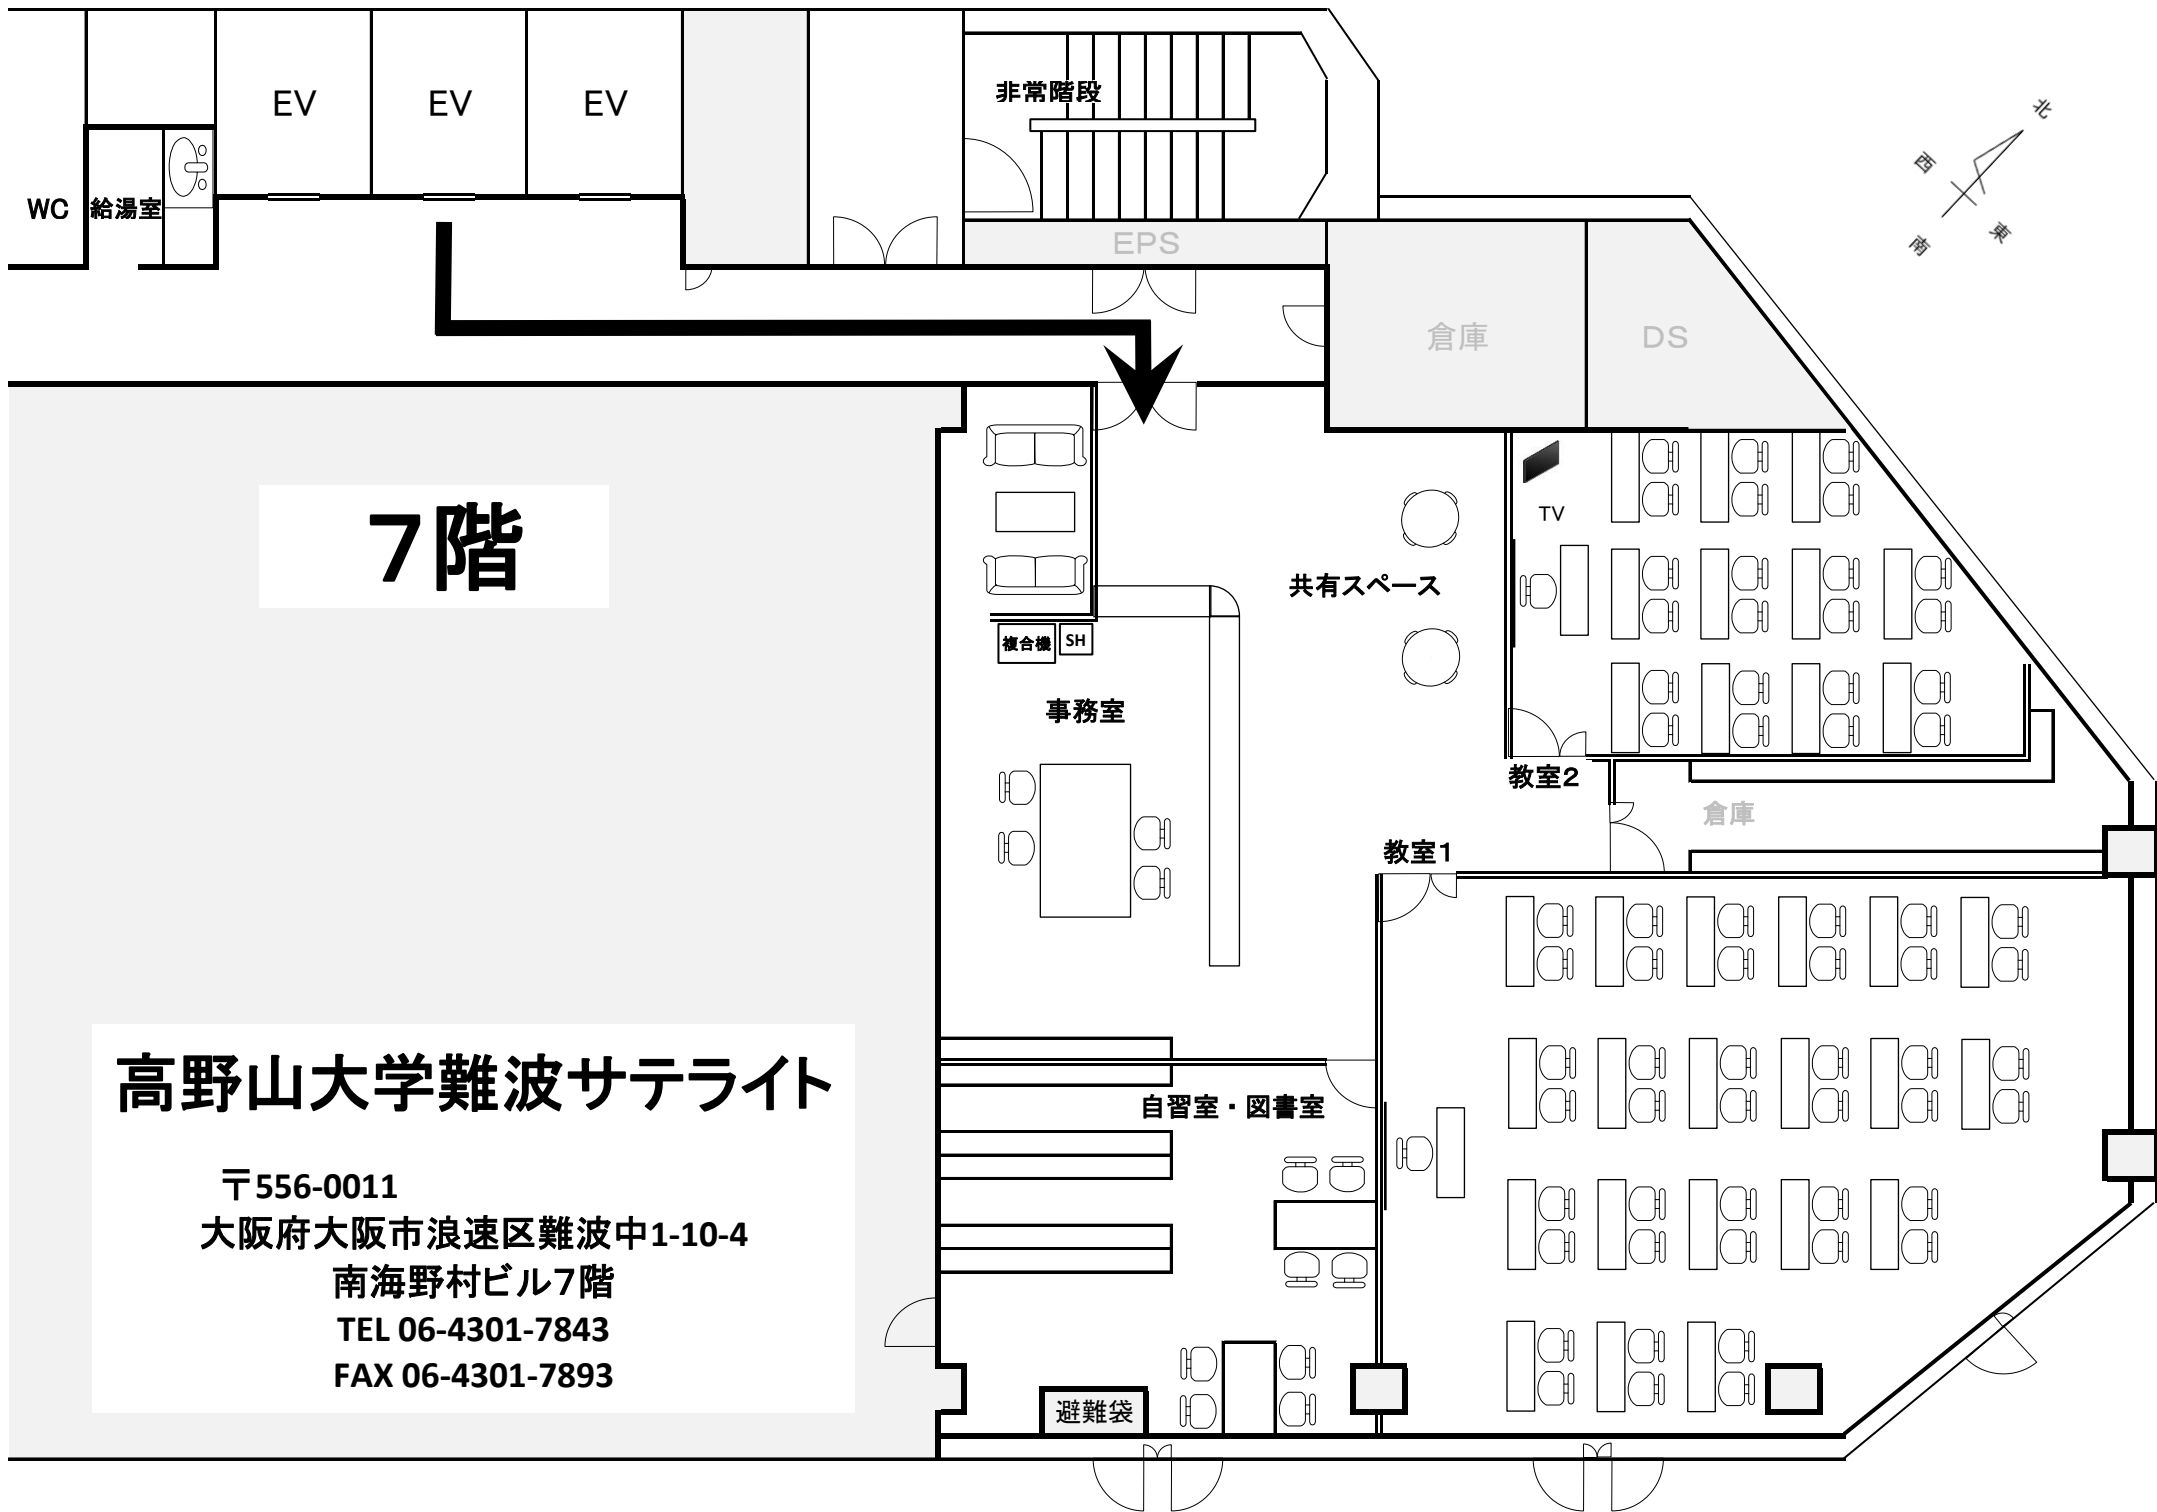 EV
EV
EV
非常階段
北
西
東
南
WC
給湯室
EPS
倉庫
DS
7階
TV
共有スペース
複合機
SH
事務室
教室2
倉庫
教室1
高野山大学難波サテライト
自習室・図書室
〒556-0011
大阪府大阪市浪速区難波中1-10-4
南海野村ビル7階
TEL 06-4301-7843
FAX 06-4301-7893
避難袋